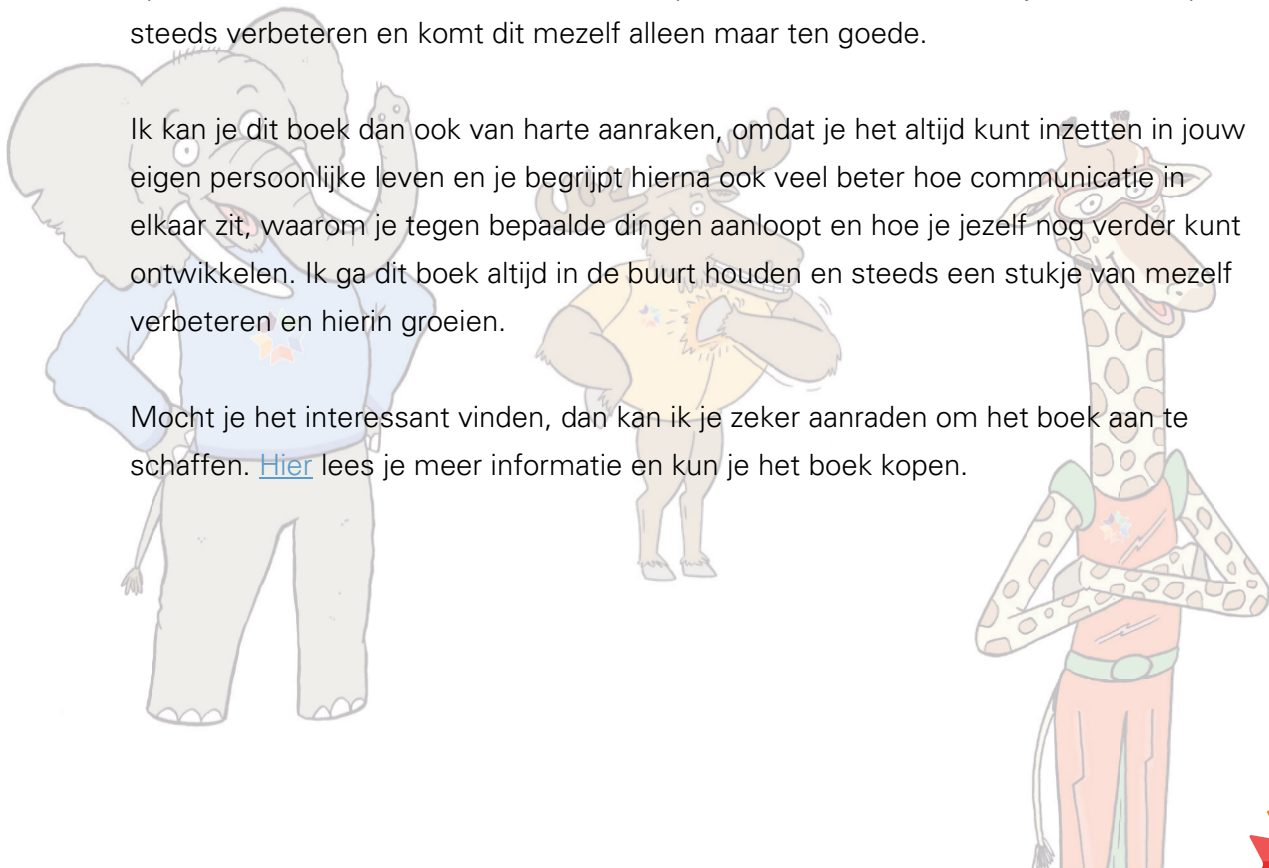 steeds verbeteren en komt dit mezelf alleen maar ten goede.
Ik kan je dit boek dan ook van harte aanraken, omdat je het altijd kunt inzetten in jouw
eigen persoonlijke leven en je begrijpt hierna ook veel beter hoe communicatie in
elkaar zit, waarom je tegen bepaalde dingen aanloopt en hoe je jezelf nog verder kunt
ontwikkelen. Ik ga dit boek altijd in de buurt houden en steeds een stukje van mezelf
verbeteren en hierin groeien.
Mocht je het interessant vinden, dan kan ik je zeker aanraden om het boek aan te
schaffen. Hier lees je meer informatie en kun je het boek kopen.